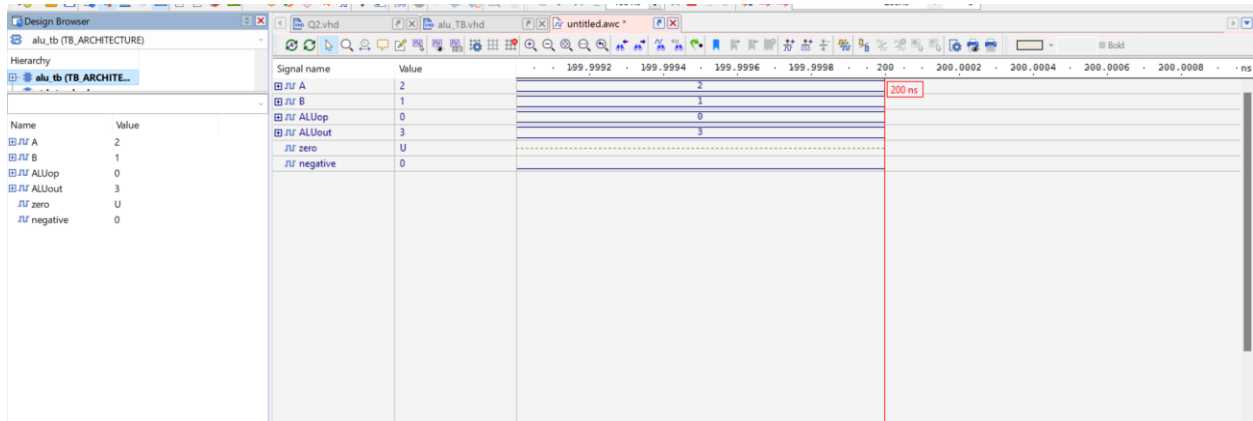 Design Browser
alu_tb (TB_ARCHITECTURE)
Hierarchy
alu_tb (TB_ARCHITE...
Name Value
A 2
B 1
ALUop 0
ALUout 3
zero U
negative 0
Q2.vhd alu_TB.vhd untitled.awc *
Bold
Signal name Value 199.9992 199.9994 199.9996 199.9998 200 200.0002 200.0004 200.0006 200.0008 ns
A 2 2 200 ns
B 1 1
ALUop 0 0
ALUout 3 3
zero U
negative 0